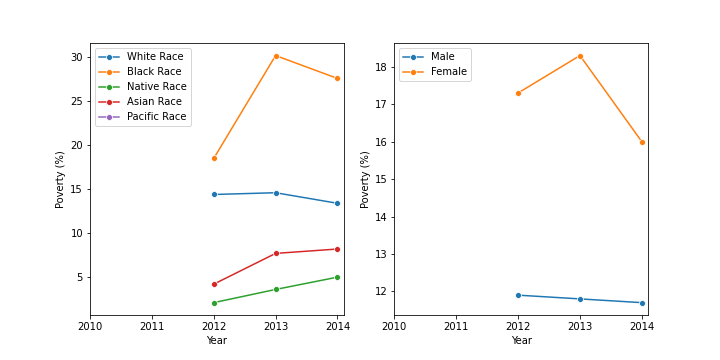 White Race
Black Race
Native Race
Asian Race
Pacific Race
30
25
20
15
10
5
Poverty (%)
2010 2011 2012 2013 2014
Year
Male
Female
18
17
16
15
14
13
12
Poverty (%)
2010 2011 2012 2013 2014
Year